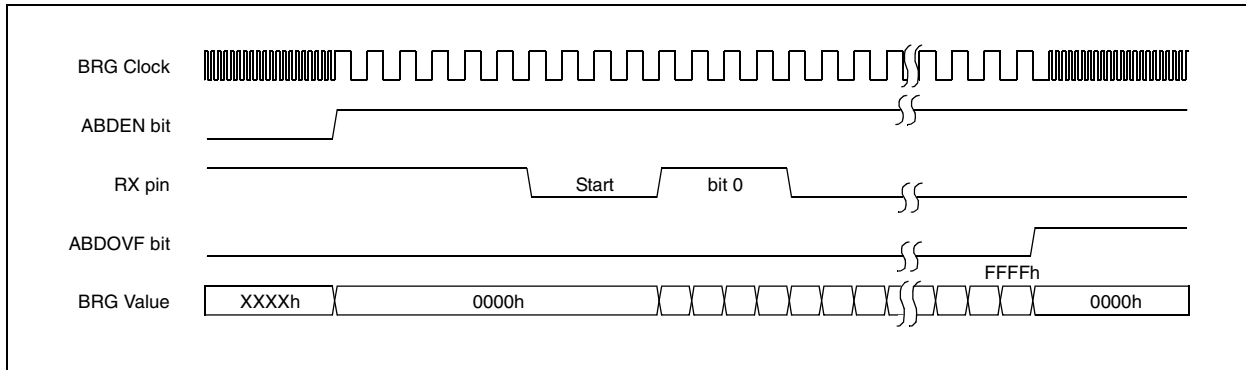 BRG Clock
ABDEN bit
RX pin
Start
bit 0
ABDOVF bit
FFFFh
BRG Value
XXXXh
0000h
0000h